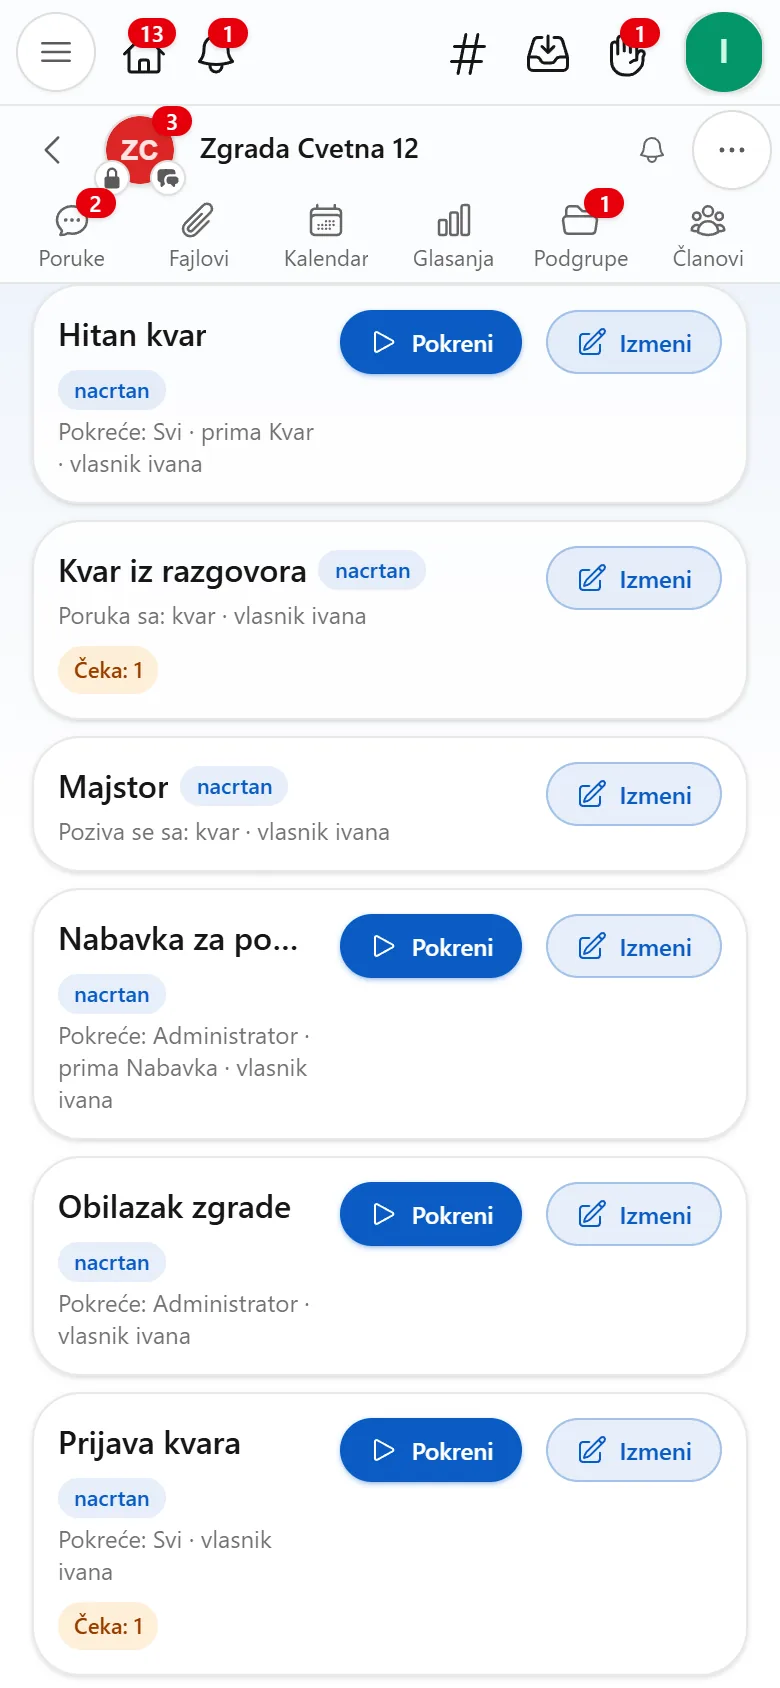 13
1
1
I
ZC
3
Zgrada Cvetna 12
2
1
Poruke
Fajlovi
Kalendar
Glasanja
Podgrupe
Članovi
Hitan kvar
Pokreni
Izmeni
nacrtan
Pokreće: Svi · prima Kvar
· vlasnik ivana
Kvar iz razgovora
nacrtan
Izmeni
Poruka sa: kvar · vlasnik ivana
Čeka: 1
Majstor
nacrtan
Izmeni
Poziva se sa: kvar · vlasnik ivana
Nabavka za po...
Pokreni
Izmeni
nacrtan
Pokreće: Administrator ·
prima Nabavka · vlasnik
ivana
Obilazak zgrade
Pokreni
Izmeni
nacrtan
Pokreće: Administrator ·
vlasnik ivana
Prijava kvara
Pokreni
Izmeni
nacrtan
Pokreće: Svi · vlasnik
ivana
Čeka: 1